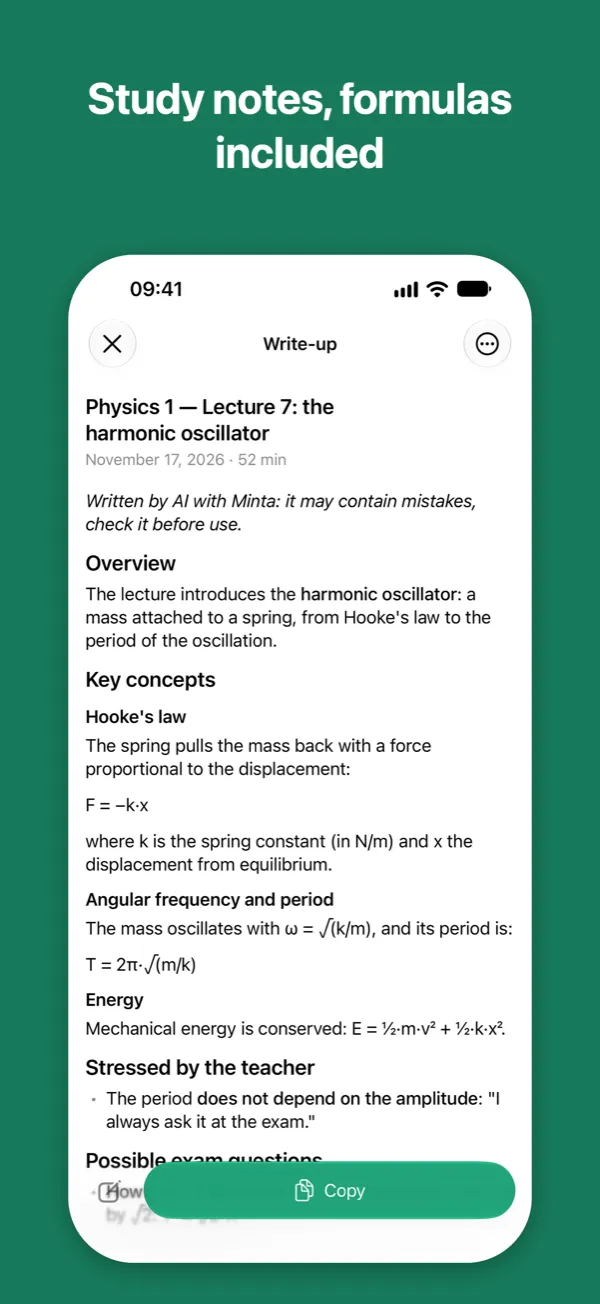 Study notes, formulas
included
09:41
Write-up
Physics 1 — Lecture 7: the
harmonic oscillator
November 17, 2026 · 52 min
Written by AI with Minta: it may contain mistakes,
check it before use.
Overview
The lecture introduces the harmonic oscillator: a
mass attached to a spring, from Hooke's law to the
period of the oscillation.
Key concepts
Hooke's law
The spring pulls the mass back with a force
proportional to the displacement:
F = −k·x
where k is the spring constant (in N/m) and x the
displacement from equilibrium.
Angular frequency and period
The mass oscillates with ω = √(k/m), and its period is:
T = 2π·√(m/k)
Energy
Mechanical energy is conserved: E = ½·m·v² + ½·k·x².
Stressed by the teacher
· The period does not depend on the amplitude: "I
always ask it at the exam."
Possible exam questions
· How
Copy
by √2